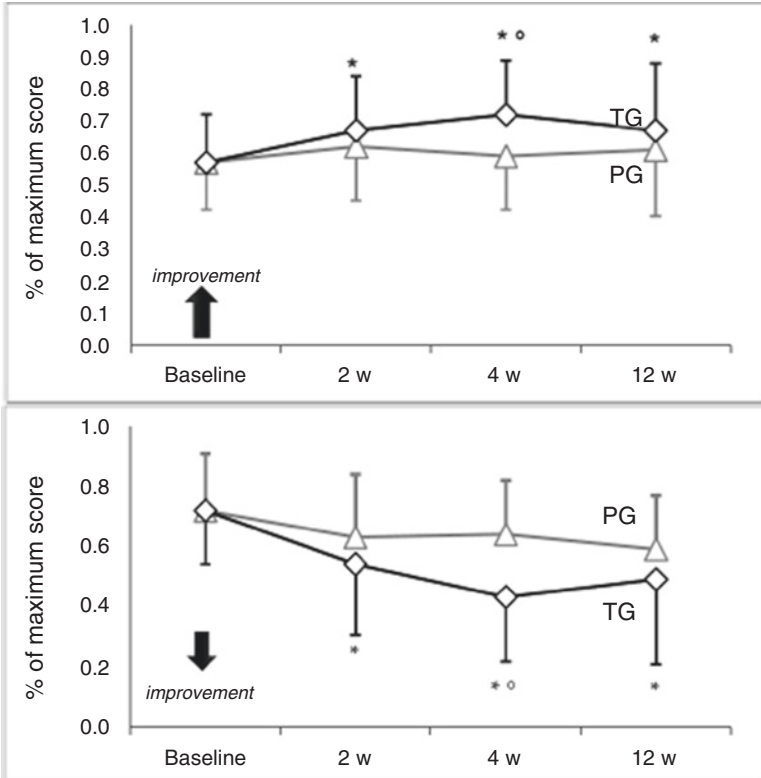 % of maximum score
1.0
0.9
0.8
0.7
0.6
0.5
0.4
0.3
0.2
0.1
0.0
* °
*
*
TG
PG
improvement
Baseline 2 w 4 w 12 w
% of maximum score
1.0
0.8
0.6
0.4
0.2
0.0
PG
TG
*
improvement
* °
*
Baseline 2 w 4 w 12 w